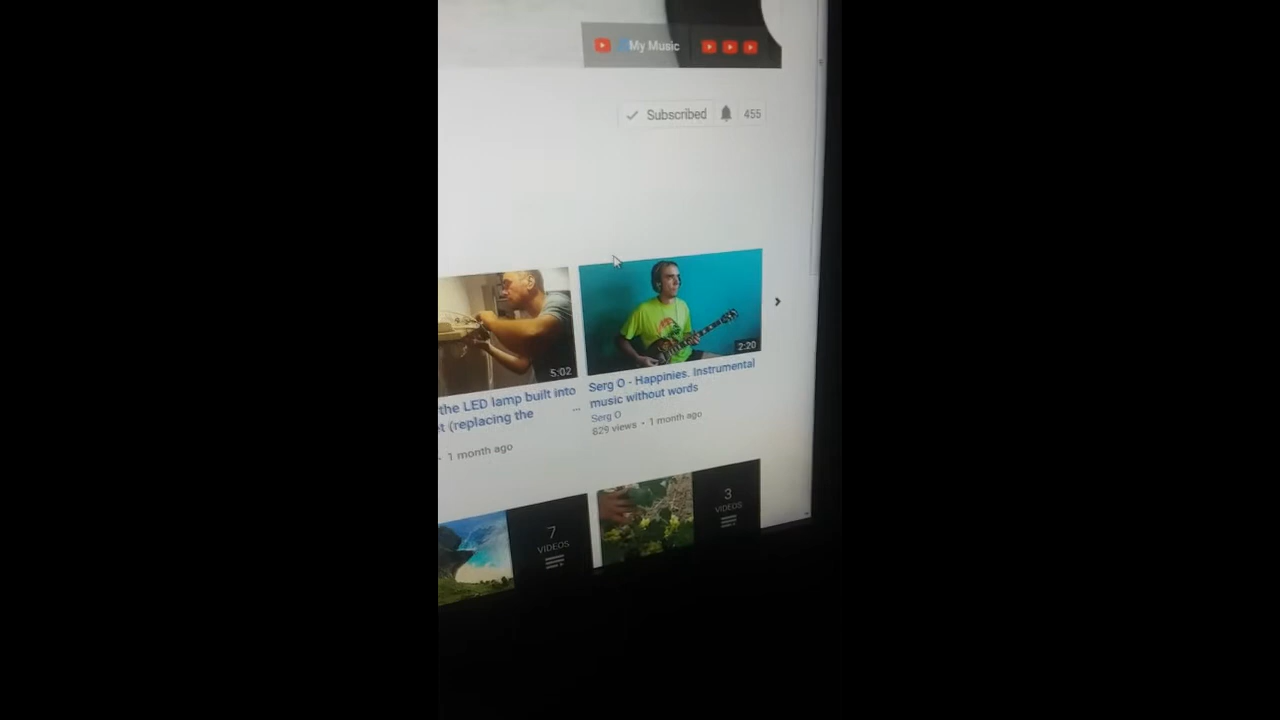 My Music
Subscribed 455
5:02
the LED lamp built into
(replacing the
1 month ago
2:20
Serg O - Happinies. Instrumental
music without words
Serg O
829 views • 1 month ago
7
VIDEOS
3
VIDEOS